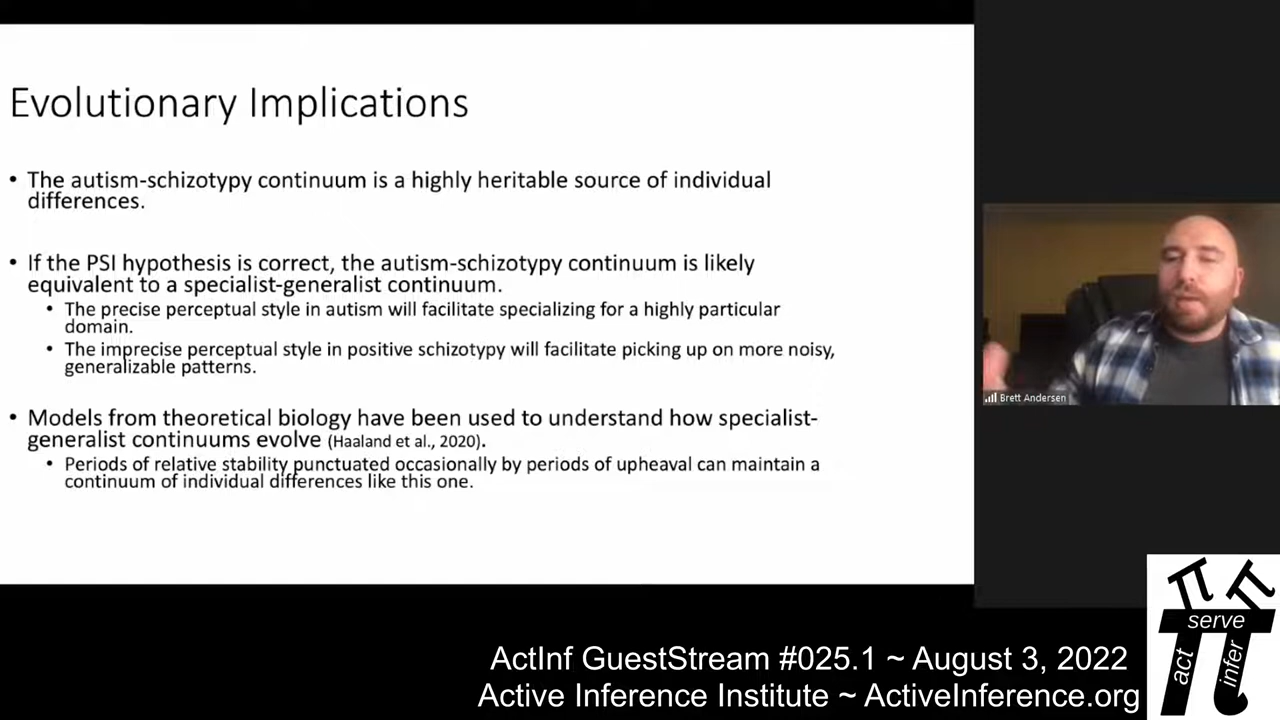 Evolutionary Implications
• The autism-schizotypy continuum is a highly heritable source of individual
differences.
• If the PSI hypothesis is correct, the autism-schizotypy continuum is likely
equivalent to a specialist-generalist continuum.
• The precise perceptual style in autism will facilitate specializing for a highly particular
domain.
• The imprecise perceptual style in positive schizotypy will facilitate picking up on more noisy,
generalizable patterns.
• Models from theoretical biology have been used to understand how specialist-
generalist continuums evolve (Haaland et al., 2020).
• Periods of relative stability punctuated occasionally by periods of upheaval can maintain a
continuum of individual differences like this one.
Brett Andersen
ActInf GuestStream #025.1 ~ August 3, 2022
Active Inference Institute ~ ActiveInference.org
π π
serve
act
infer